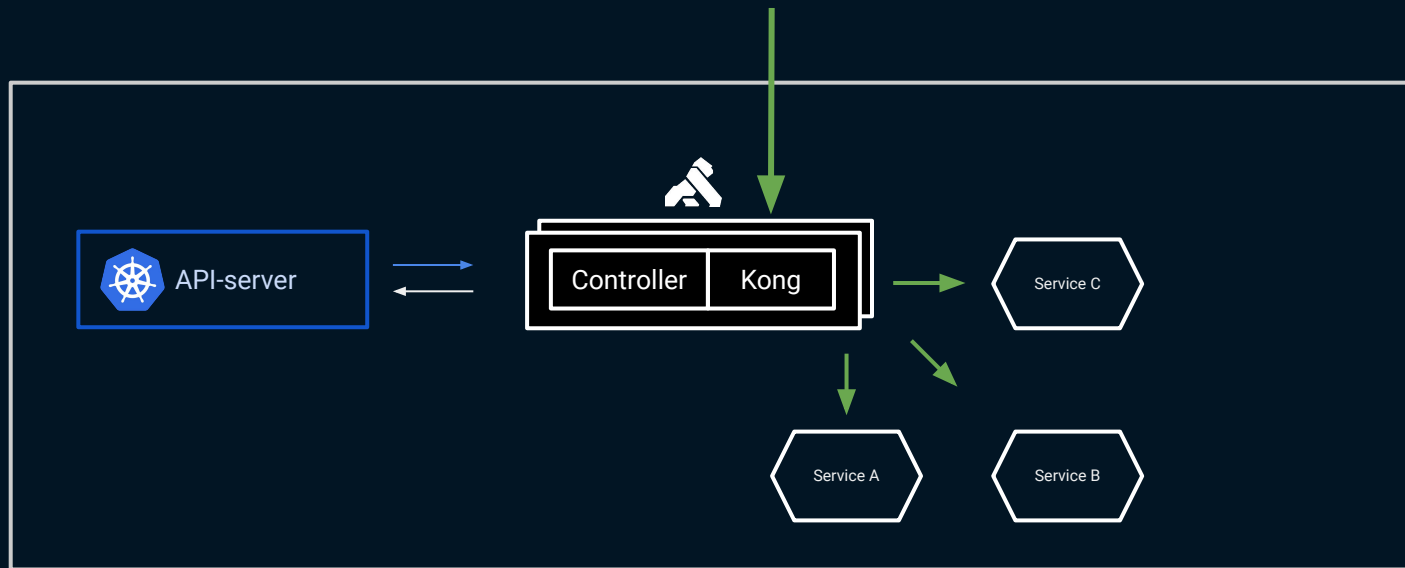 API-server
Controller
Kong
Service C
Service A
Service B